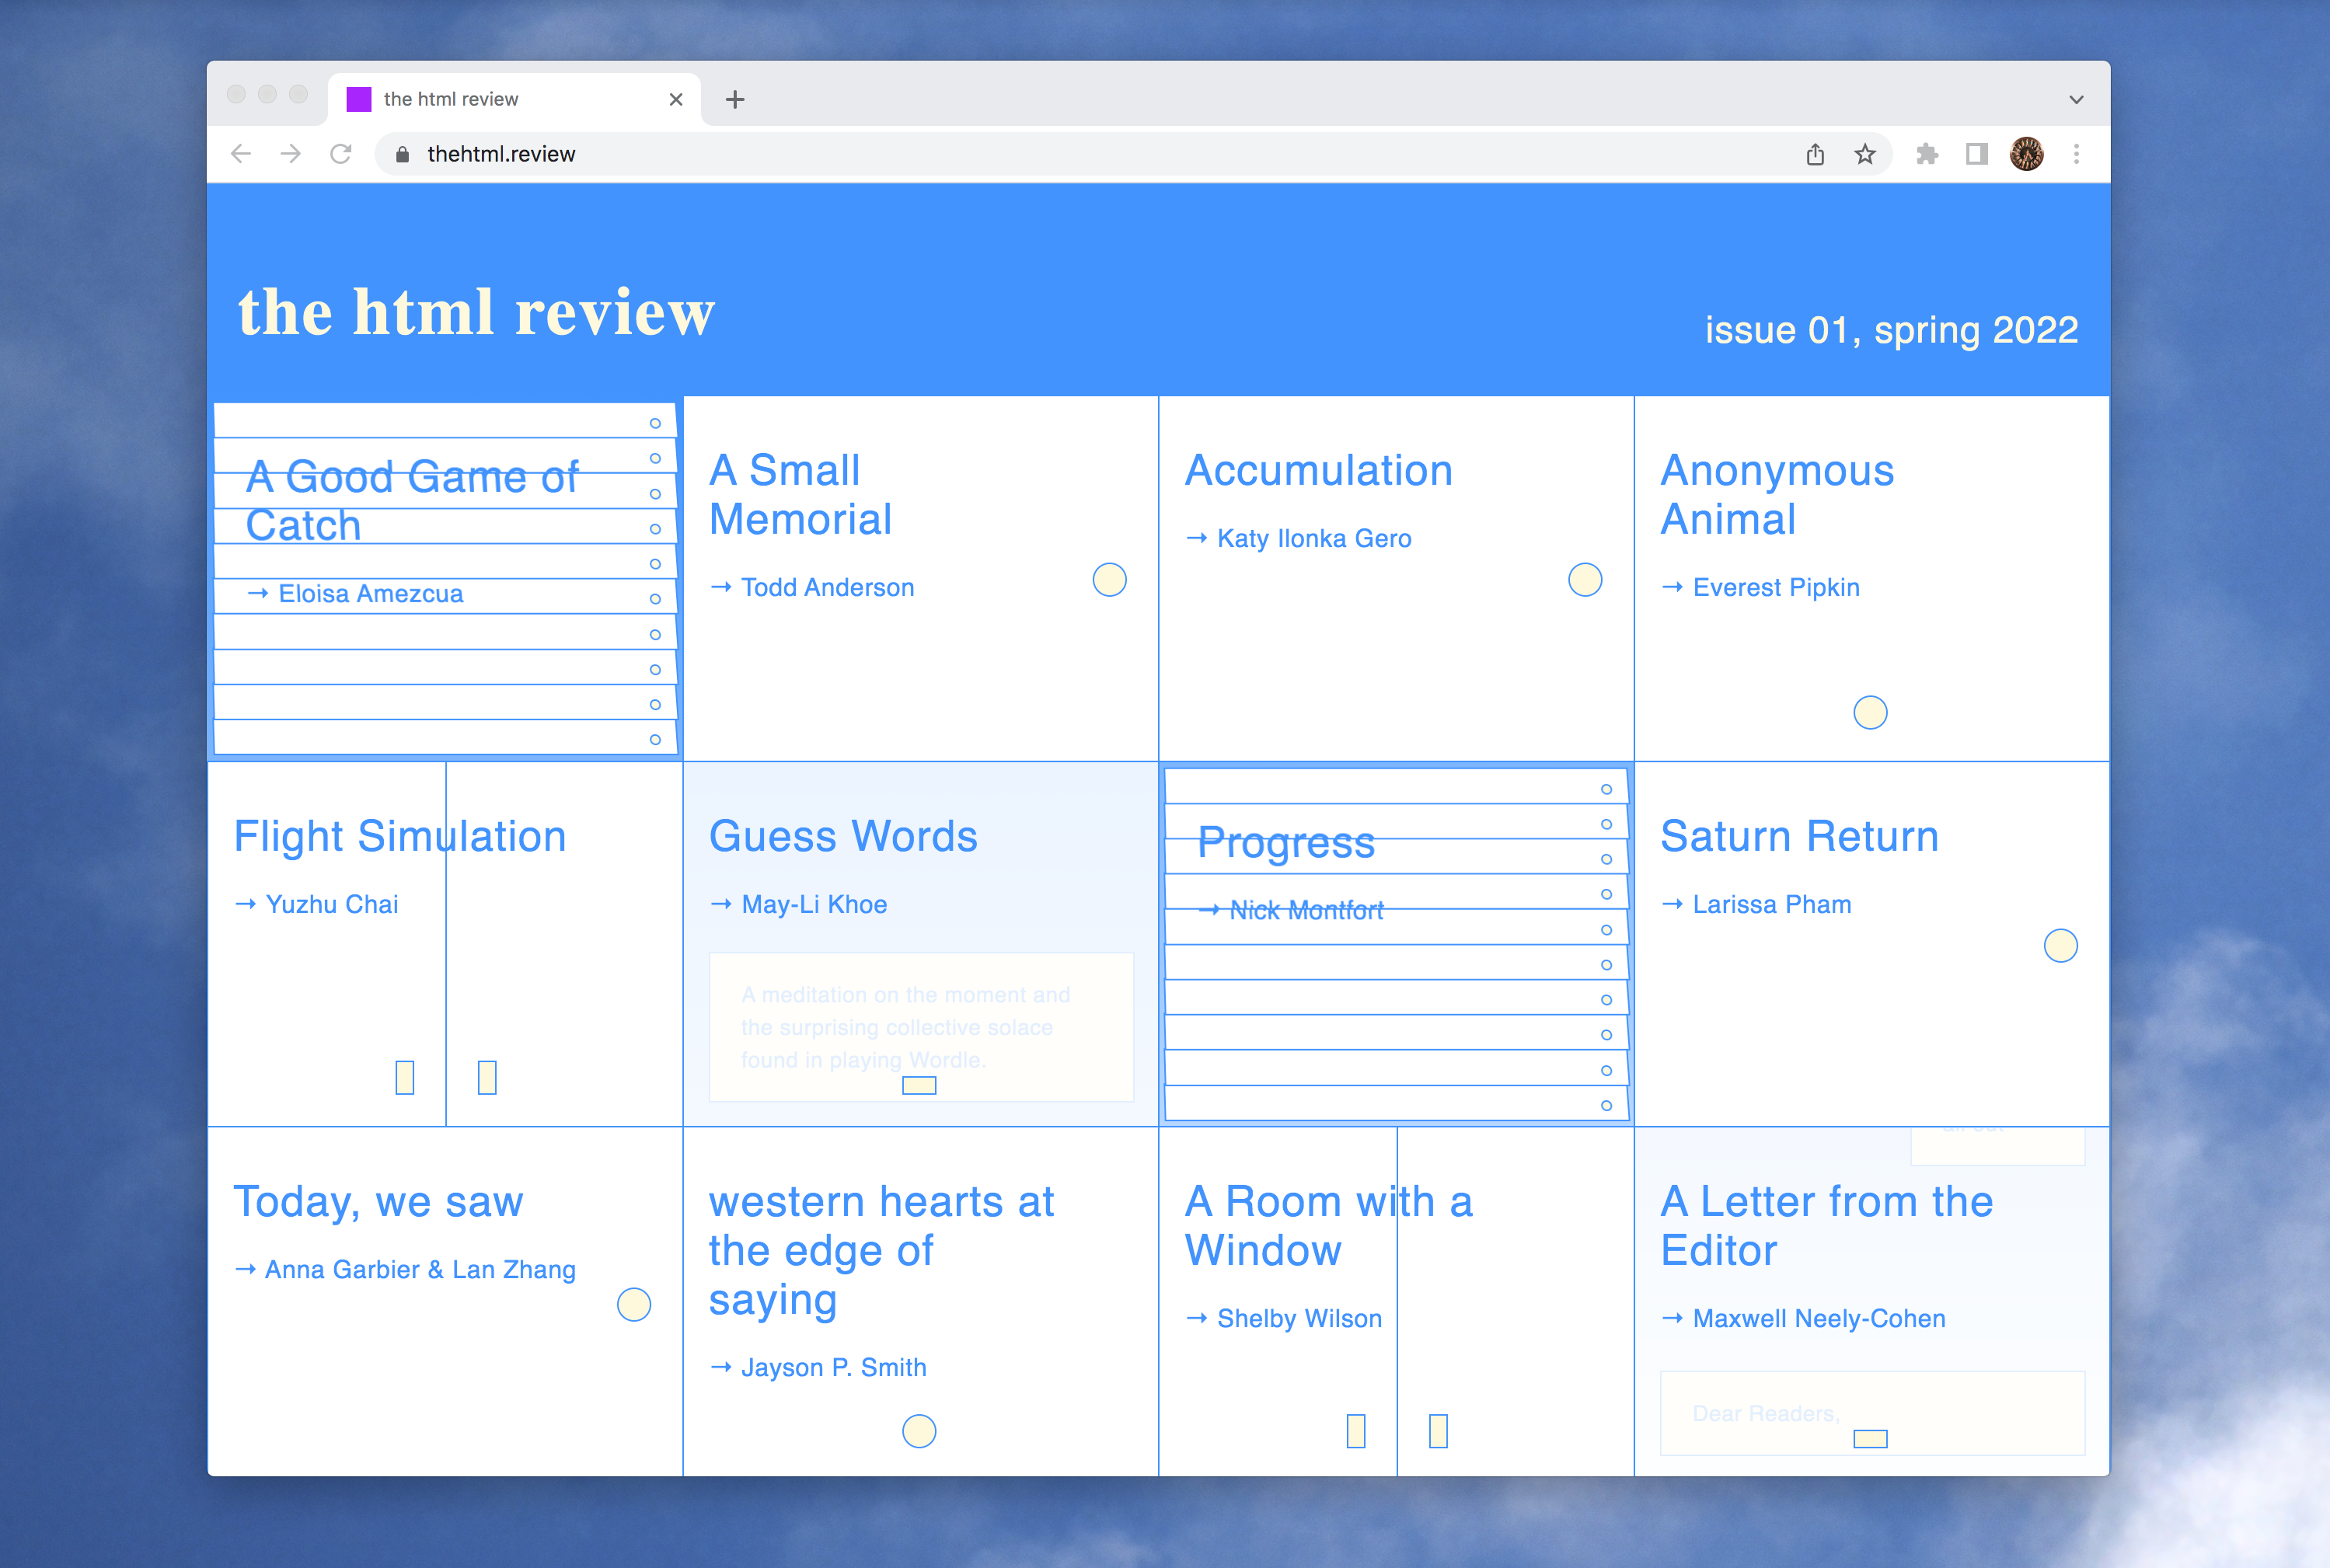 the html review
thehtml.review
the html review
issue 01, spring 2022
A Good Game of
Catch
→ Eloisa Amezcua
A Small
Memorial
→ Todd Anderson
Accumulation
→ Katy Ilonka Gero
Anonymous
Animal
→ Everest Pipkin
Flight Simulation
→ Yuzhu Chai
Guess Words
→ May-Li Khoe
A meditation on the moment and
the surprising collective solace
found in playing Wordle.
Progress
→ Nick Montfort
Saturn Return
→ Larissa Pham
Today, we saw
→ Anna Garbier & Lan Zhang
western hearts at
the edge of
saying
→ Jayson P. Smith
A Room with a
Window
→ Shelby Wilson
A Letter from the
Editor
→ Maxwell Neely-Cohen
Dear Readers,